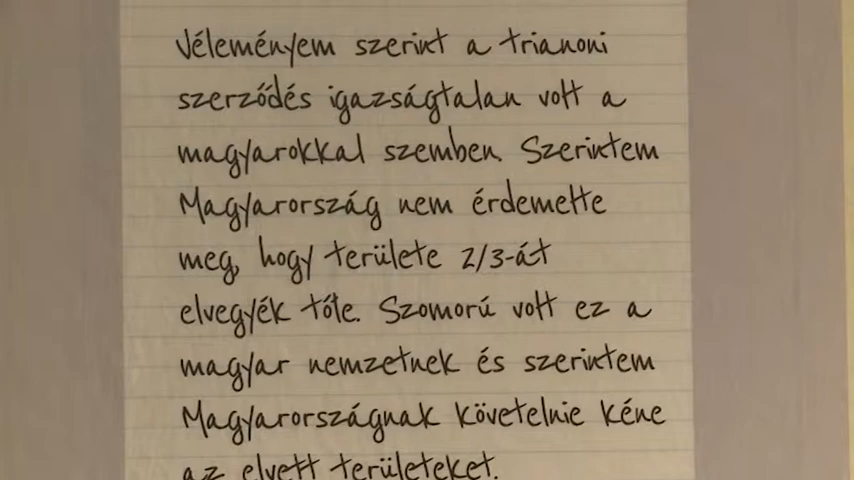 Véleményem szerint a trianoni
szerződés igazságtalan volt a
magyarokkal szemben. Szerintem
Magyarország nem érdemette
meg, hogy területe 2/3-át
elvegyék tőle. Szomorú volt ez a
magyar nemzetnek és szerintem
Magyarországnak követelnie kéne
az elvett területeket.